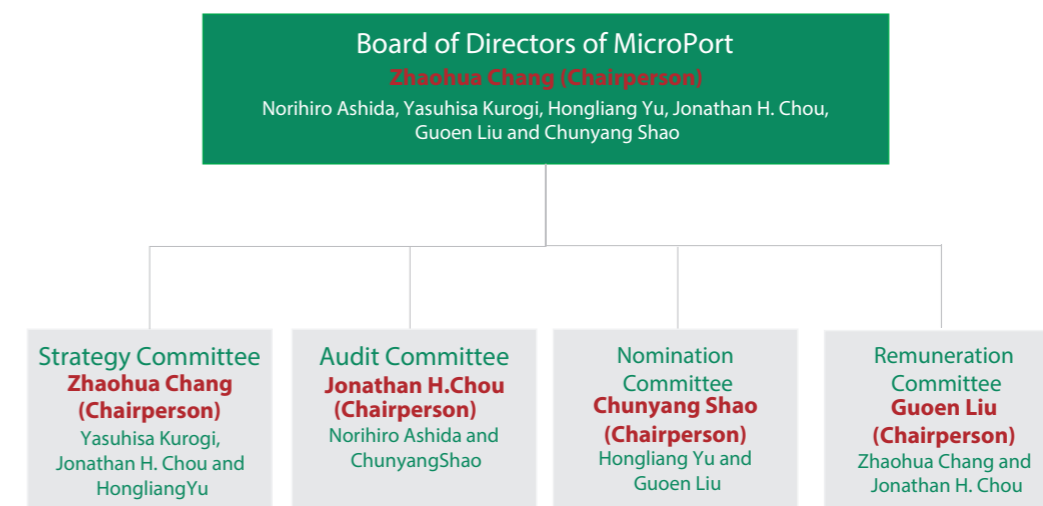 Board of Directors of MicroPort
Zhaohua Chang (Chairperson)
Norihiro Ashida, Yasuhisa Kurogi, Hongliang Yu, Jonathan H. Chou,
Guoen Liu and Chunyang Shao
Strategy Committee
Zhaohua Chang
(Chairperson)
Yasuhisa Kurogi,
Jonathan H. Chou and
HongliangYu
Audit Committee
Jonathan H.Chou
(Chairperson)
Norihiro Ashida and
ChunyangShao
Nomination
Committee
Chunyang Shao
(Chairperson)
Hongliang Yu and
Guoen Liu
Remuneration
Committee
Guoen Liu
(Chairperson)
Zhaohua Chang and
Jonathan H. Chou